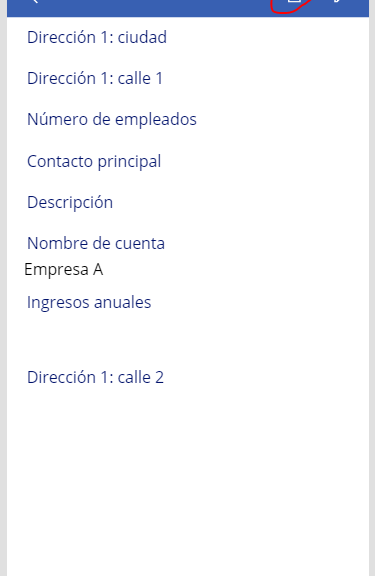 Dirección 1: ciudad
Dirección 1: calle 1
Número de empleados
Contacto principal
Descripción
Nombre de cuenta
Empresa A
Ingresos anuales
Dirección 1: calle 2